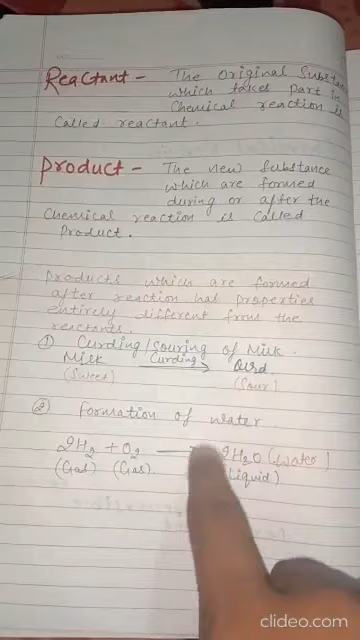 Reactant - The Original Substance
which takes part in
Chemical reaction is
Called reactant.
Product - The new Substance
which are formed
during or after the
Chemical reaction is called
Product.
Products which are formed
after reaction has properties
entirely different from the
reactants.
① Curding/Souring of Milk.
Milk Curding Curd
(Sweet) (Sour)
② formation of water
2H₂ + O₂ → 2H₂O (water)
(Gas) (Gas) (liquid)
clideo.com